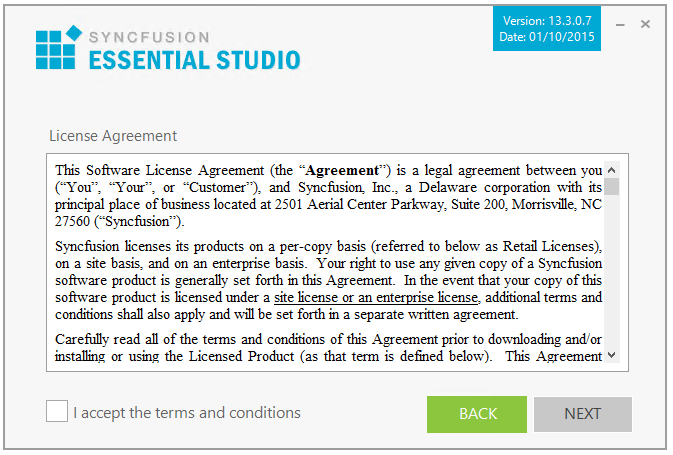 SYNCFUSION
ESSENTIAL STUDIO
Version: 13.3.0.7
Date: 01/10/2015
License Agreement
This Software License Agreement (the “Agreement”) is a legal agreement between you
(“You”, “Your”, or “Customer”), and Syncfusion, Inc., a Delaware corporation with its
principal place of business located at 2501 Aerial Center Parkway, Suite 200, Morrisville, NC
27560 (“Syncfusion”).
Syncfusion licenses its products on a per-copy basis (referred to below as Retail Licenses),
on a site basis, and on an enterprise basis. Your right to use any given copy of a Syncfusion
software product is generally set forth in this Agreement. In the event that your copy of this
software product is licensed under a site license or an enterprise license, additional terms and
conditions shall also apply and will be set forth in a separate written agreement.
Carefully read all of the terms and conditions of this Agreement prior to downloading and/or
installing or using the Licensed Product (as that term is defined below). This Agreement
I accept the terms and conditions
BACK
NEXT